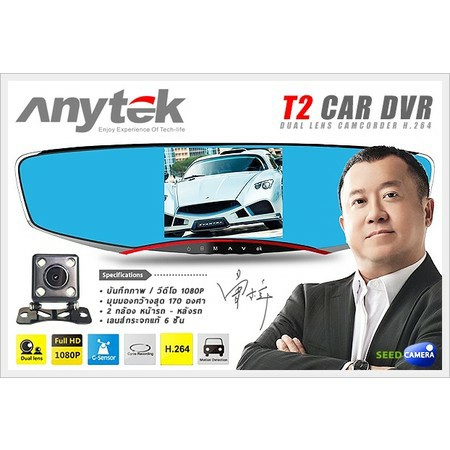 Anytek
Enjoy Experience Of Tech-life
T2 CAR DVR
DUAL LENS CAMCORDER H.264
Specifications
• บันทึกภาพ / วีดีโอ 1080P
• มุมมองกว้างสุด 170 องศา
• 2 กล้อง หน้ารถ - หลังรถ
• เลนส์กระจกแท้ 6 ชั้น
Dual lens
Full HD
1080P
G-Sensor
Cycle Recording
H.264
Motion Detection
SEED CAMERA